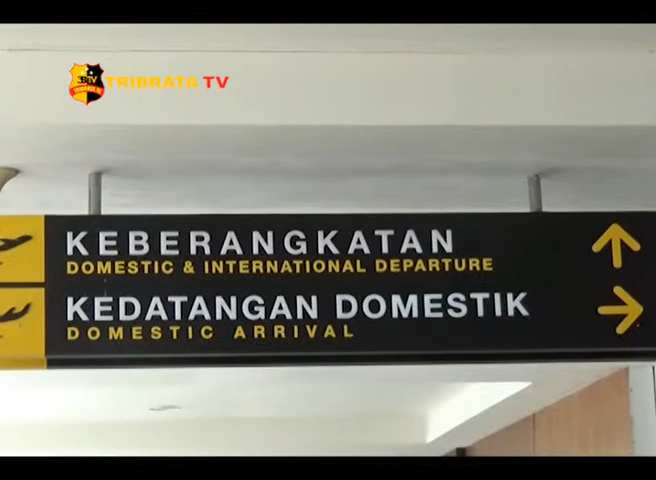 TRIBRATA TV
KEBERANGKATAN
DOMESTIC & INTERNATIONAL DEPARTURE
KEDATANGAN DOMESTIK
DOMESTIC ARRIVAL